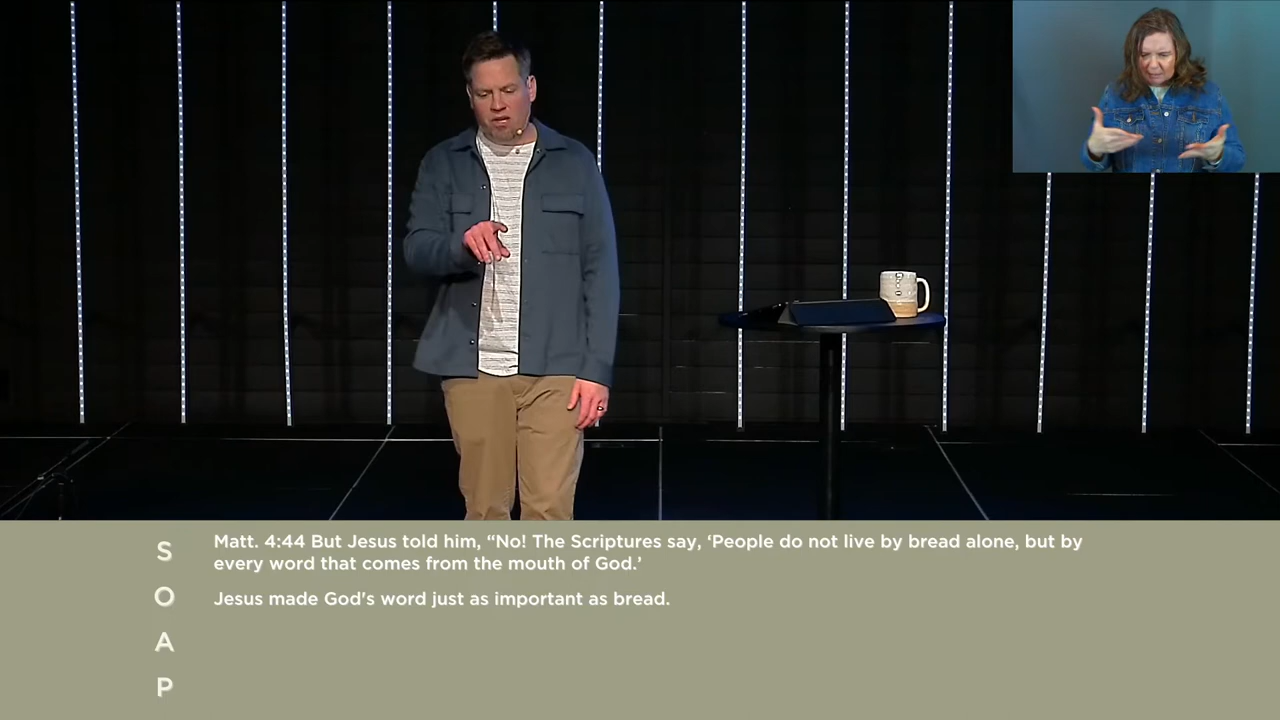 S
Matt. 4:44 But Jesus told him, “No! The Scriptures say, ‘People do not live by bread alone, but by
every word that comes from the mouth of God.’
O
Jesus made God's word just as important as bread.
A
P